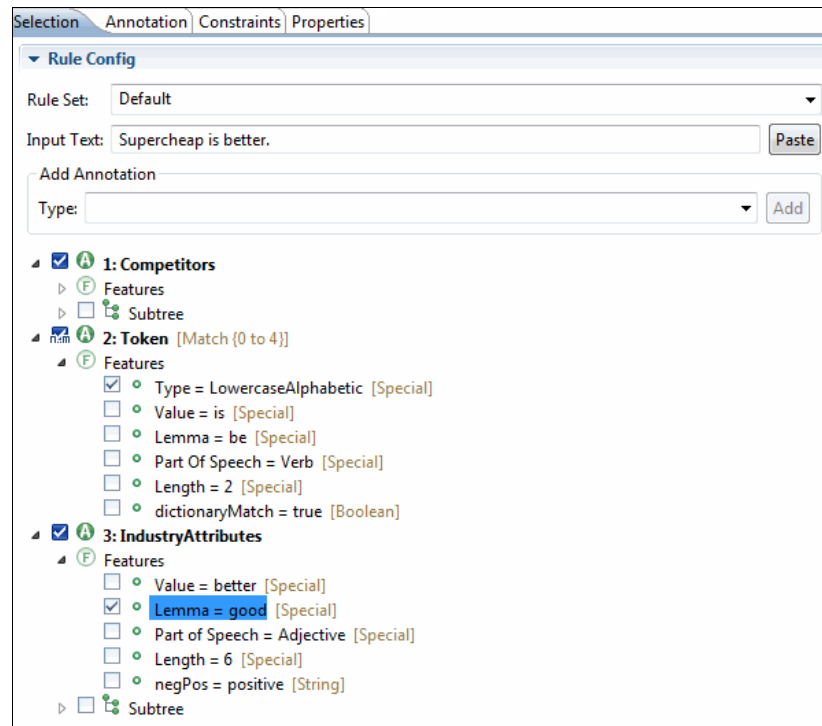 Selection Annotation Constraints Properties
Rule Config
Rule Set: Default
Input Text: Supercheap is better. Paste
Add Annotation
Type: Add
1: Competitors
Features
Subtree
2: Token [Match {0 to 4}]
Features
Type = LowercaseAlphabetic [Special]
Value = is [Special]
Lemma = be [Special]
Part Of Speech = Verb [Special]
Length = 2 [Special]
dictionaryMatch = true [Boolean]
3: IndustryAttributes
Features
Value = better [Special]
Lemma = good [Special]
Part of Speech = Adjective [Special]
Length = 6 [Special]
negPos = positive [String]
Subtree